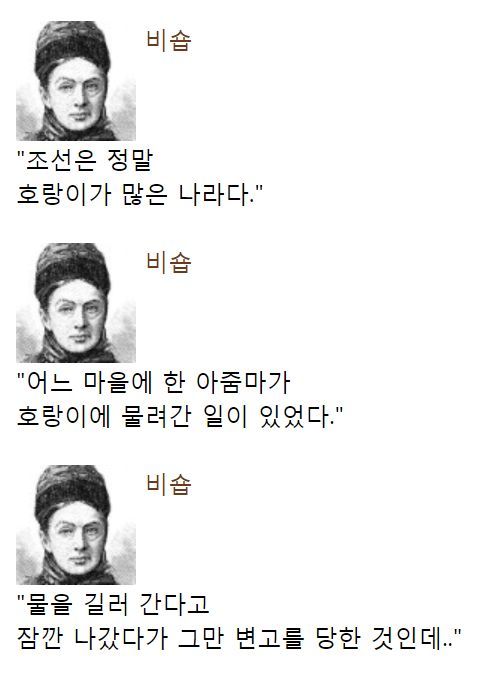 비숍
"조선은 정말
호랑이가 많은 나라다."
비숍
"어느 마을에 한 아줌마가
호랑이에 물려간 일이 있었다."
비숍
"물을 길러 간다고
잠깐 나갔다가 그만 변고를 당한 것인데.."